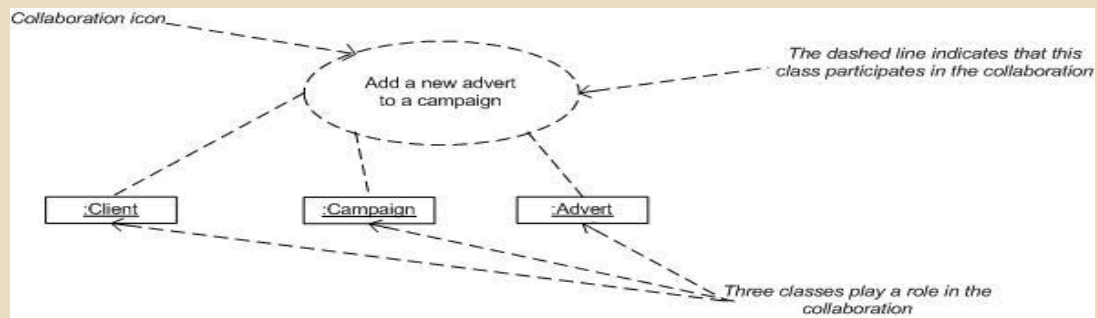 Collaboration icon
The dashed line indicates that this
class participates in the collaboration
Add a new advert
to a campaign
:Client
:Campaign
:Advert
Three classes play a role in the
collaboration